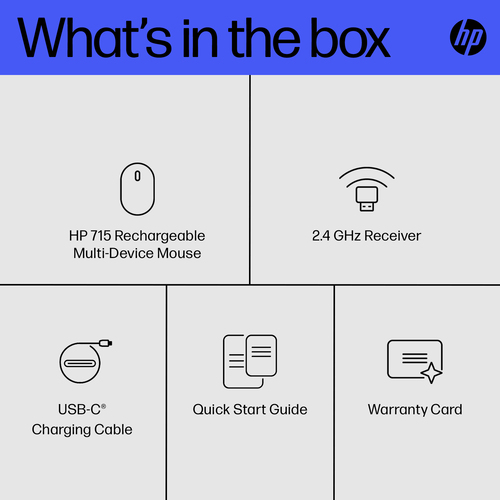 What's in the box
hp
HP 715 Rechargeable
Multi-Device Mouse
2.4 GHz Receiver
USB-C®
Charging Cable
Quick Start Guide
Warranty Card